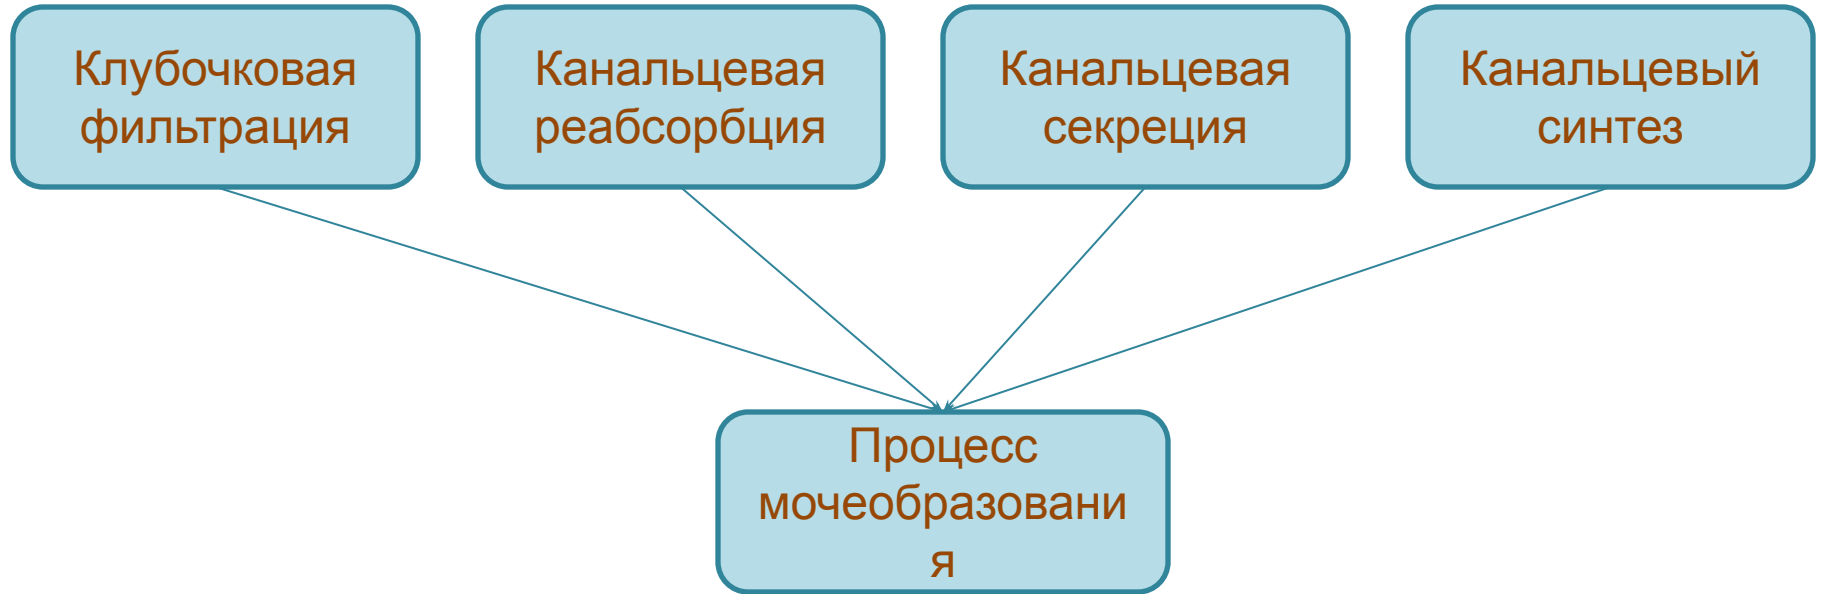 Клубочковая
фильтрация
Канальцевая
реабсорбция
Канальцевая
секреция
Канальцевый
синтез
Процесс
мочеобразовани
я